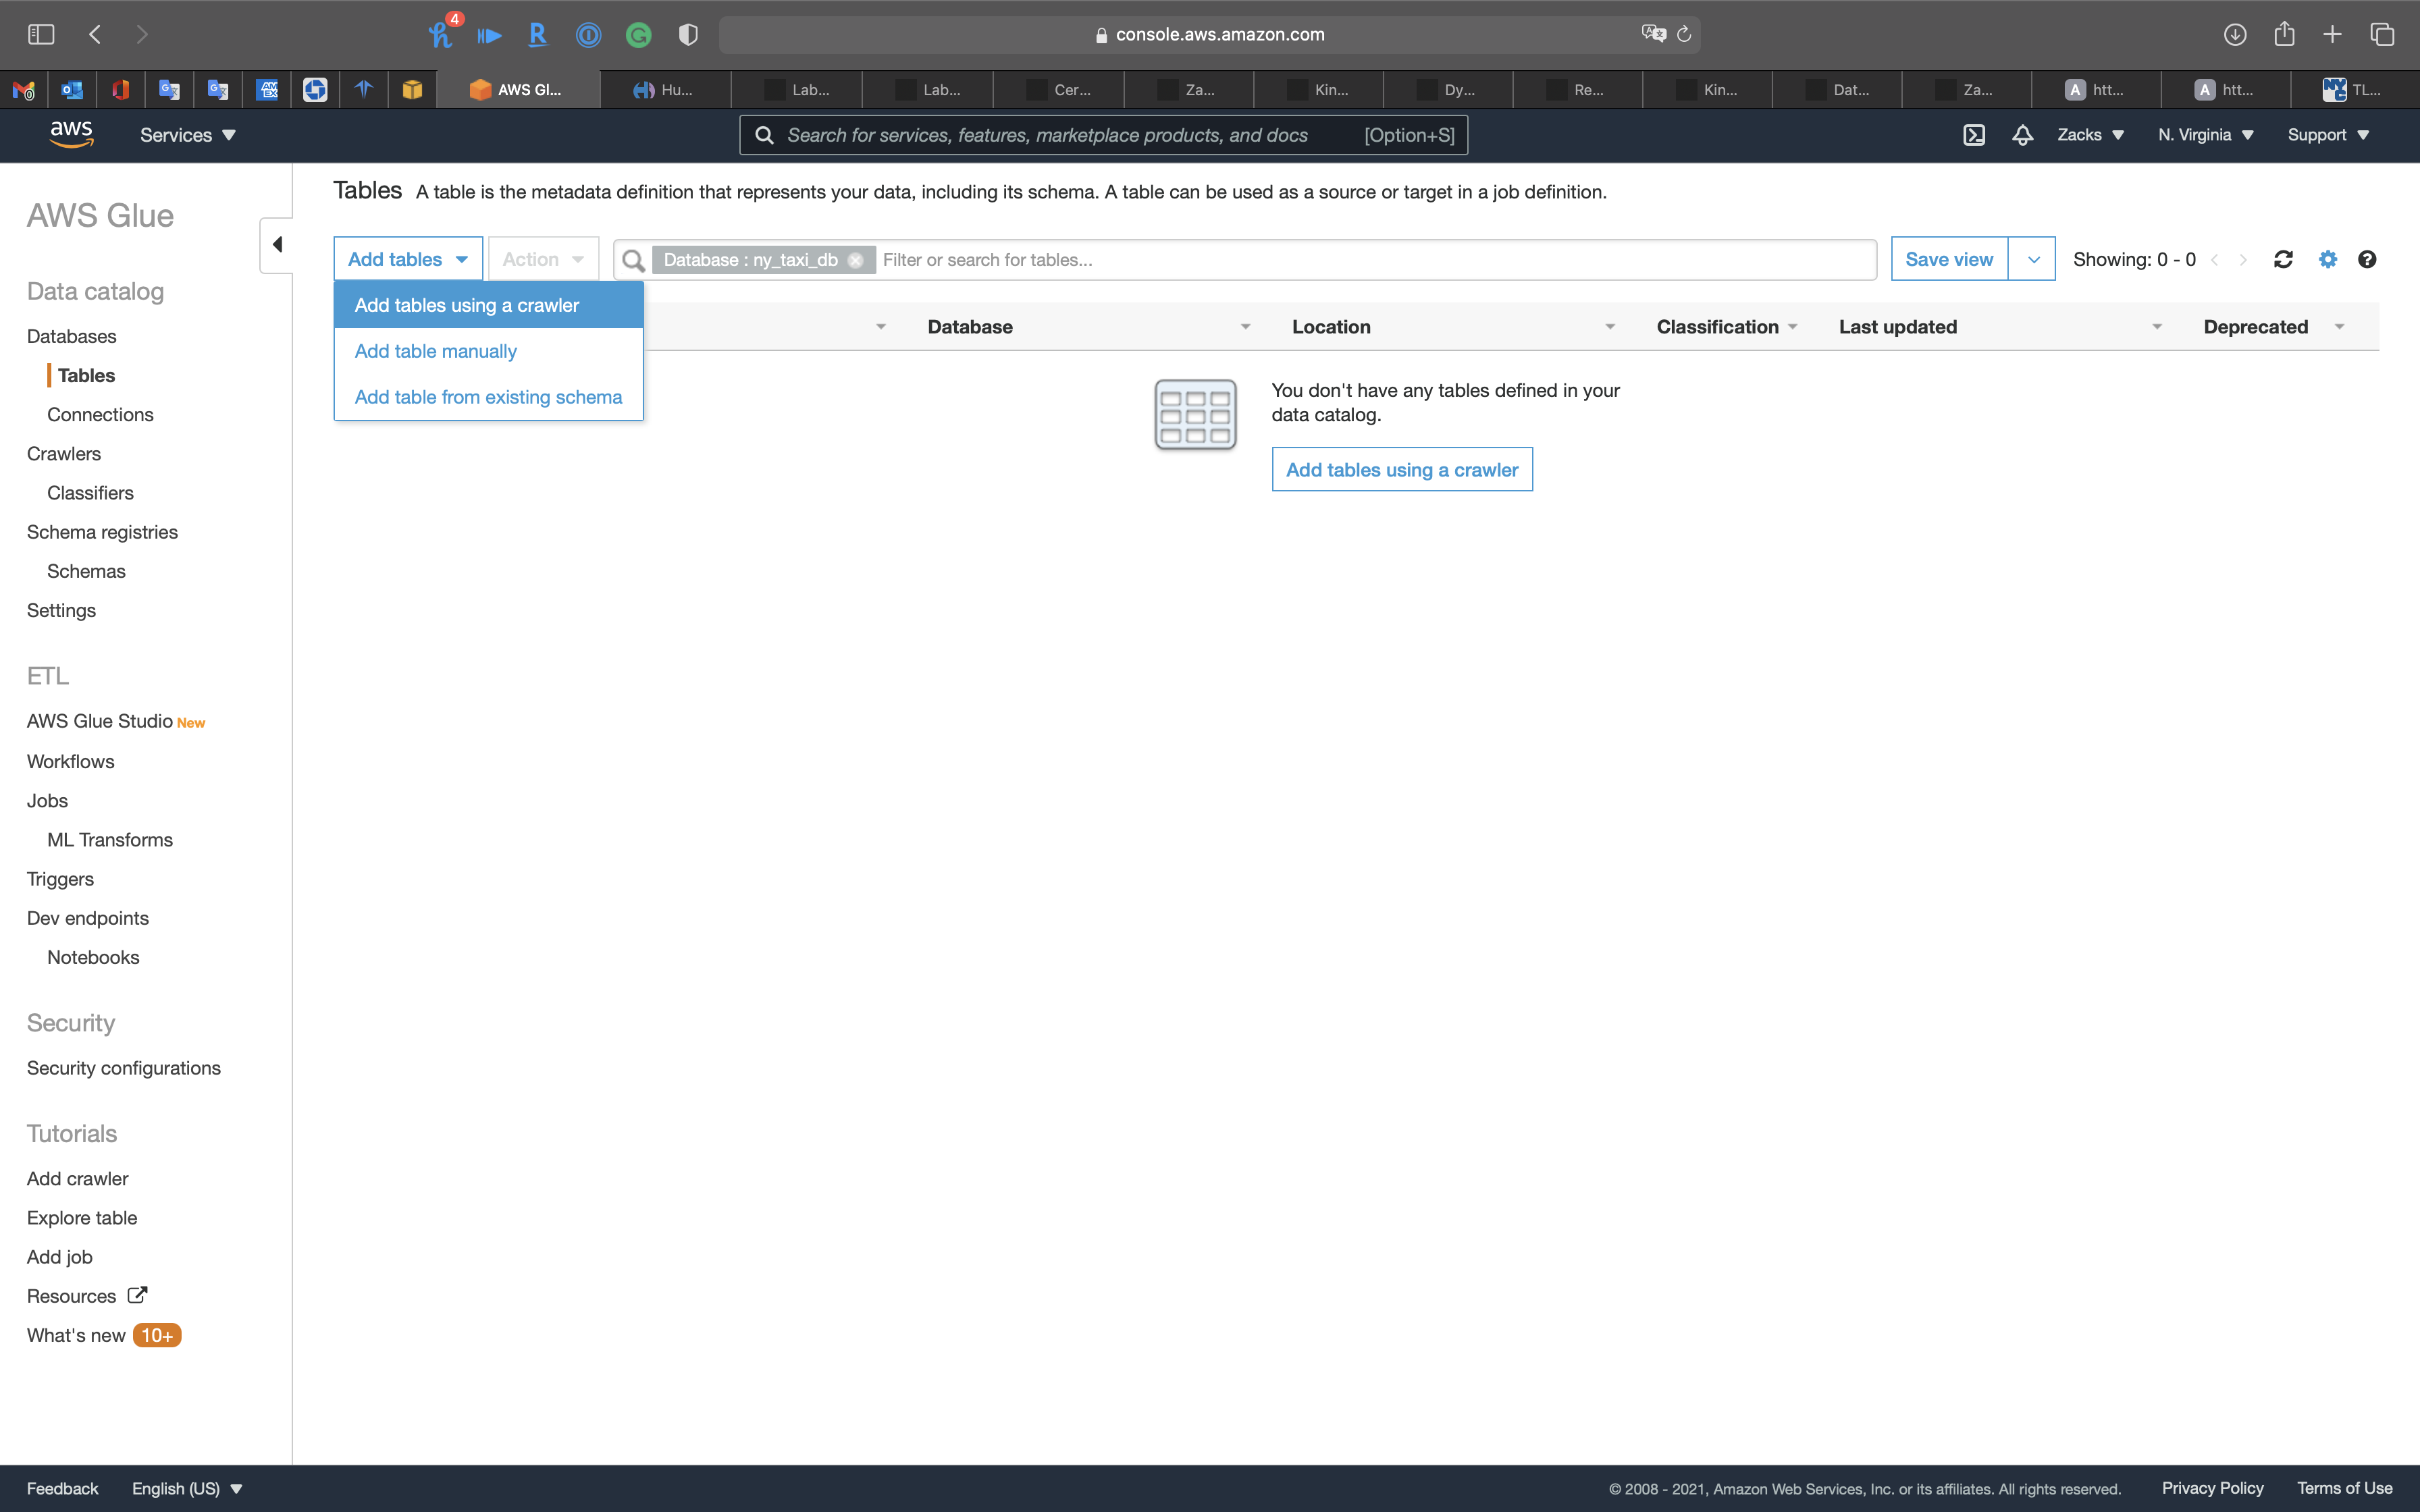 4
console.aws.amazon.com
AWS Gl...
Hu...
Lab...
Lab...
Cer...
Za...
Kin...
Dy...
Re...
Kin...
Dat...
Za...
A htt...
A htt...
TL...
aws
Services
Search for services, features, marketplace products, and docs [Option+S]
Zacks
N. Virginia
Support
AWS Glue
Data catalog
Databases
Tables
Connections
Crawlers
Classifiers
Schema registries
Schemas
Settings
ETL
AWS Glue Studio New
Workflows
Jobs
ML Transforms
Triggers
Dev endpoints
Notebooks
Security
Security configurations
Tutorials
Add crawler
Explore table
Add job
Resources
What's new 10+
Tables A table is the metadata definition that represents your data, including its schema. A table can be used as a source or target in a job definition.
Add tables
Action
Database : ny_taxi_db
Filter or search for tables...
Save view
Showing: 0 - 0
Add tables using a crawler
Add table manually
Add table from existing schema
Database
Location
Classification
Last updated
Deprecated
You don't have any tables defined in your
data catalog.
Add tables using a crawler
Feedback
English (US)
© 2008 - 2021, Amazon Web Services, Inc. or its affiliates. All rights reserved.
Privacy Policy
Terms of Use